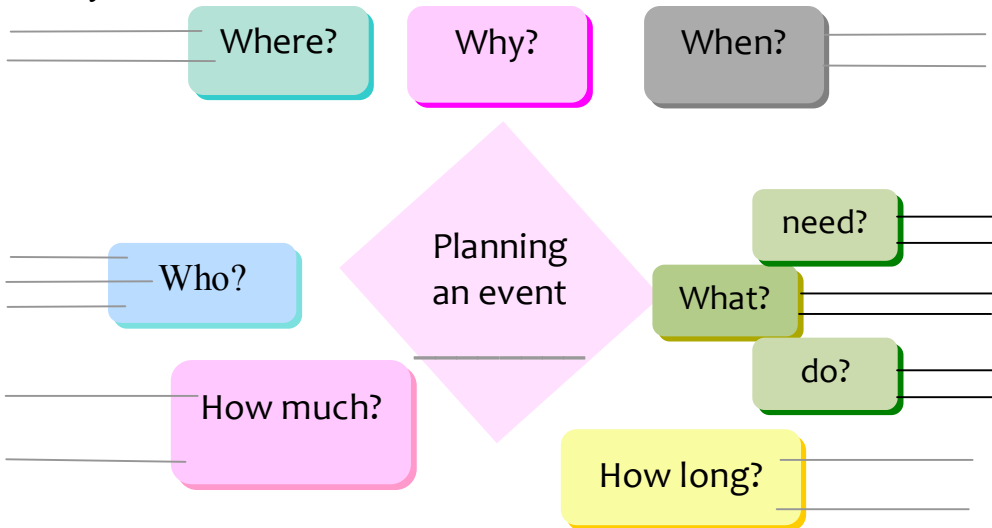 Where?
Why?
When?
Planning
an event
need?
What?
do?
Who?
How much?
How long?